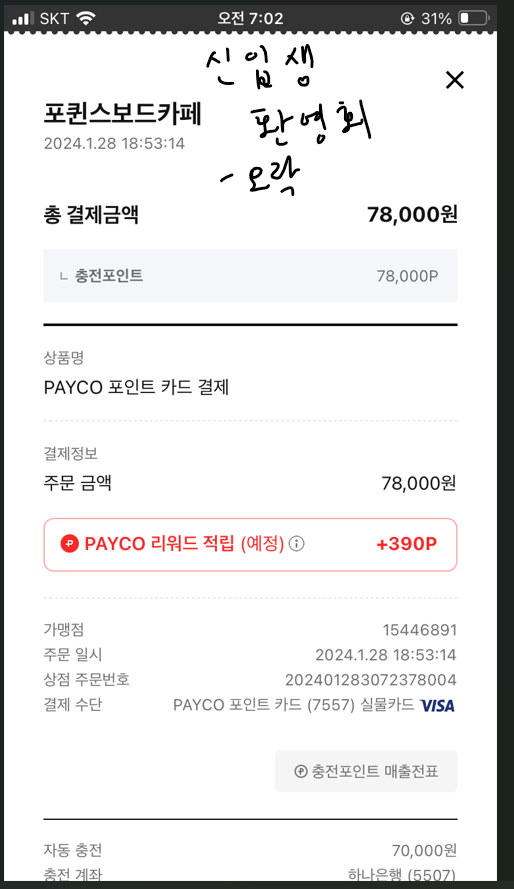 SKT 오전 7:02 31%
신입생
환영회
- 오락
포퀸스보드카페
2024.1.28 18:53:14
총 결제금액 78,000원
ㄴ 충전포인트 78,000P
상품명
PAYCO 포인트 카드 결제
결제정보
주문 금액 78,000원
PAYCO 리워드 적립 (예정) +390P
가맹점 15446891
주문 일시 2024.1.28 18:53:14
상점 주문번호 202401283072378004
결제 수단 PAYCO 포인트 카드 (7557) 실물카드 VISA
충전포인트 매출전표
자동 충전 70,000원
충전 계좌 하나은행 (5507)